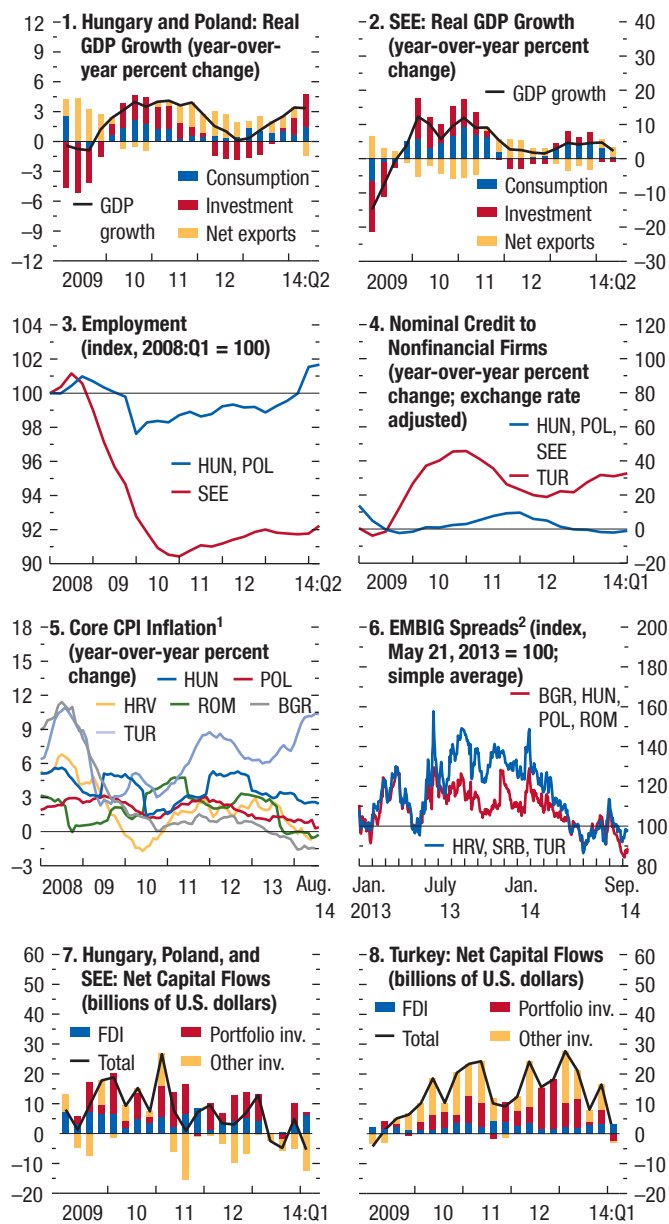 1. Hungary and Poland: Real
GDP Growth (year-over-
year percent change)
12
9
6
3
0
–3
–6
–9
–12
Consumption
GDP
growth
Investment
Net exports
2009 10 11 12 14:Q2
2. SEE: Real GDP Growth
(year-over-year percent
change)
GDP growth
40
30
20
10
0
–10
–20
–30
Consumption
Investment
Net exports
2009 10 11 12 14:Q2
3. Employment
(index, 2008:Q1 = 100)
104
102
100
98
96
94
92
90
HUN, POL
SEE
2008 09 10 11 12 14:Q2
4. Nominal Credit to
Nonfinancial Firms
(year-over-year percent
change; exchange rate
adjusted)
HUN, POL,
SEE
TUR
120
100
80
60
40
20
0
–20
2009 10 11 12 14:Q1
5. Core CPI Inflation1
(year-over-year percent
change)
HUN POL
HRV ROM BGR
TUR
18
15
12
9
6
3
0
–3
2008 09 10 11 12 13 Aug.
14
6. EMBIG Spreads2 (index,
May 21, 2013 = 100;
simple average)
BGR, HUN,
POL, ROM
HRV, SRB, TUR
200
180
160
140
120
100
80
Jan. July Jan. Sep.
2013 13 14 14
7. Hungary, Poland, and
SEE: Net Capital Flows
(billions of U.S. dollars)
FDI Portfolio inv.
Total Other inv.
60
50
40
30
20
10
0
–10
–20
2009 10 11 12 14:Q1
8. Turkey: Net Capital Flows
(billions of U.S. dollars)
FDI Portfolio inv.
Total Other inv.
60
50
40
30
20
10
0
–10
–20
2009 10 11 12 14:Q1